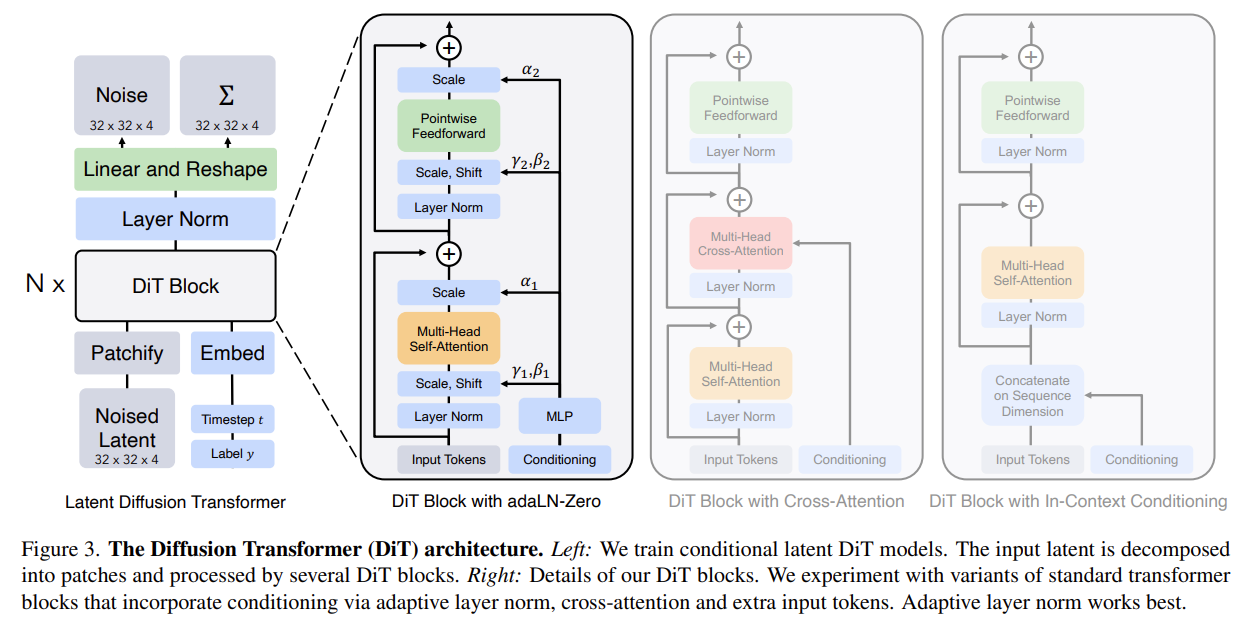 Noise
32 x 32 x 4
Σ
32 x 32 x 4
Linear and Reshape
Layer Norm
N x
DiT Block
Patchify
Embed
Noised
Latent
32 x 32 x 4
Timestep t
Label y
Latent Diffusion Transformer
Scale
α₂
Pointwise
Feedforward
γ₂,β₂
Scale, Shift
Layer Norm
α₁
Scale
Multi-Head
Self-Attention
γ₁,β₁
Scale, Shift
Layer Norm
MLP
Input Tokens
Conditioning
DiT Block with adaLN-Zero
Pointwise
Feedforward
Layer Norm
Multi-Head
Cross-Attention
Layer Norm
Multi-Head
Self-Attention
Layer Norm
Input Tokens
Conditioning
DiT Block with Cross-Attention
Pointwise
Feedforward
Layer Norm
Multi-Head
Self-Attention
Layer Norm
Concatenate
on Sequence
Dimension
Input Tokens
Conditioning
DiT Block with In-Context Conditioning
Figure 3. The Diffusion Transformer (DiT) architecture. Left: We train conditional latent DiT models. The input latent is decomposed
into patches and processed by several DiT blocks. Right: Details of our DiT blocks. We experiment with variants of standard transformer
blocks that incorporate conditioning via adaptive layer norm, cross-attention and extra input tokens. Adaptive layer norm works best.